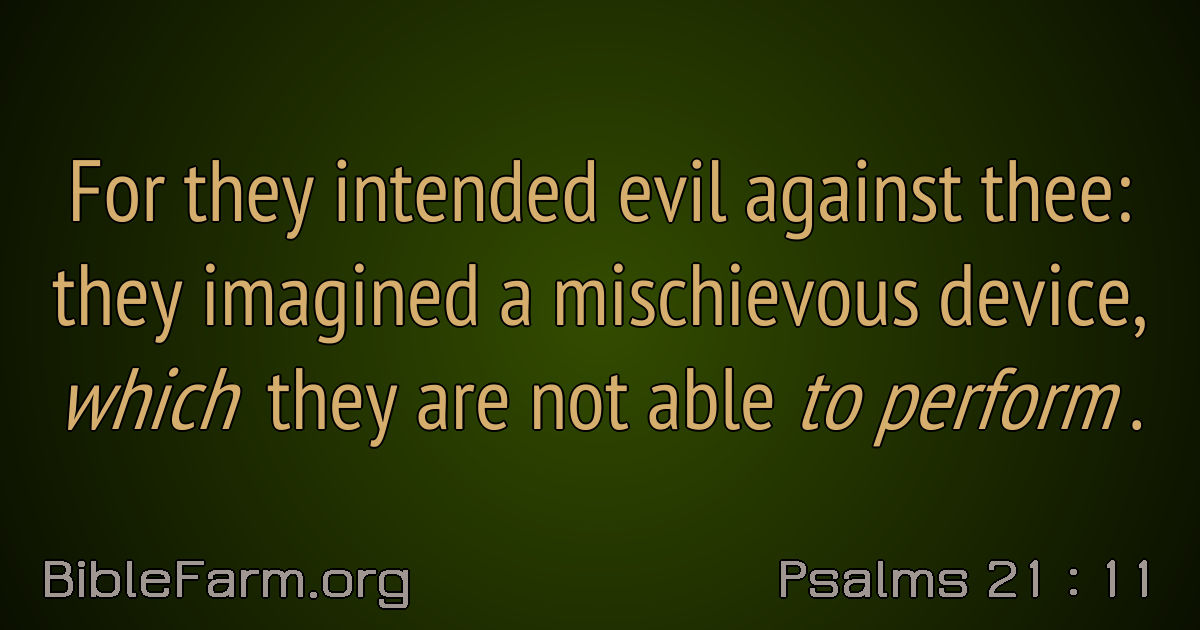 For they intended evil against thee:
they imagined a mischievous device,
which they are not able to perform .
BibleFarm.org
Psalms 21 : 11